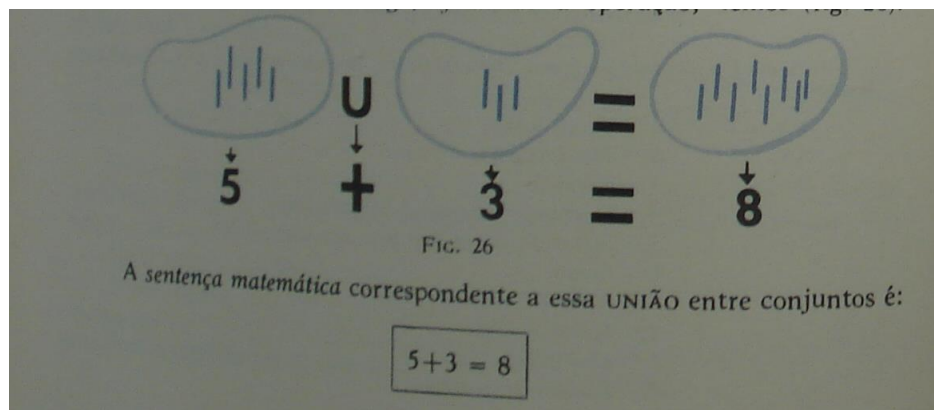 U =
5 + 3 = 8
FIG. 26
A sentença matemática correspondente a essa UNIÃO entre conjuntos é:
5+3 = 8